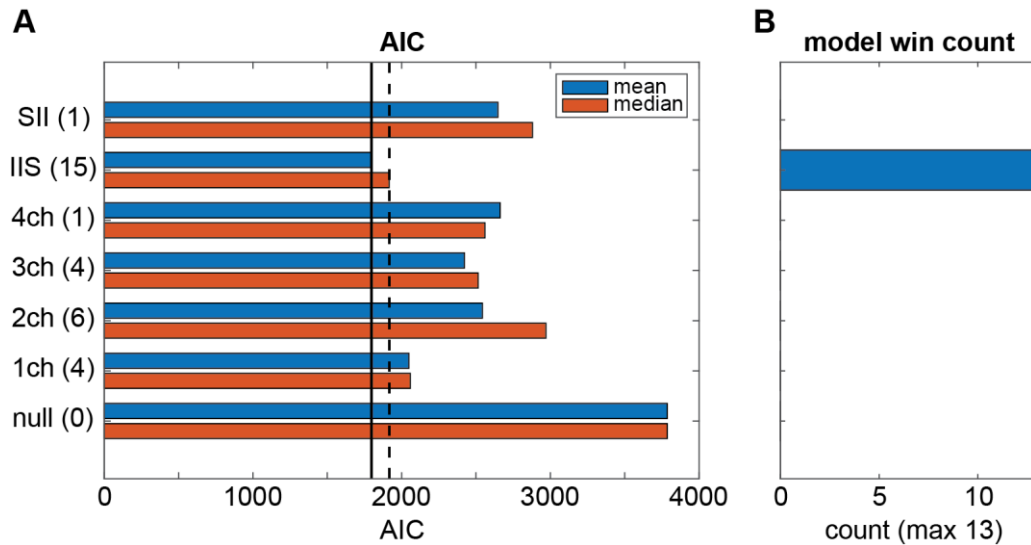 A
AIC
mean
median
SII (1)
IIS (15)
4ch (1)
3ch (4)
2ch (6)
1ch (4)
null (0)
0 1000 2000 3000 4000
AIC
B
model win count
0 5 10
count (max 13)